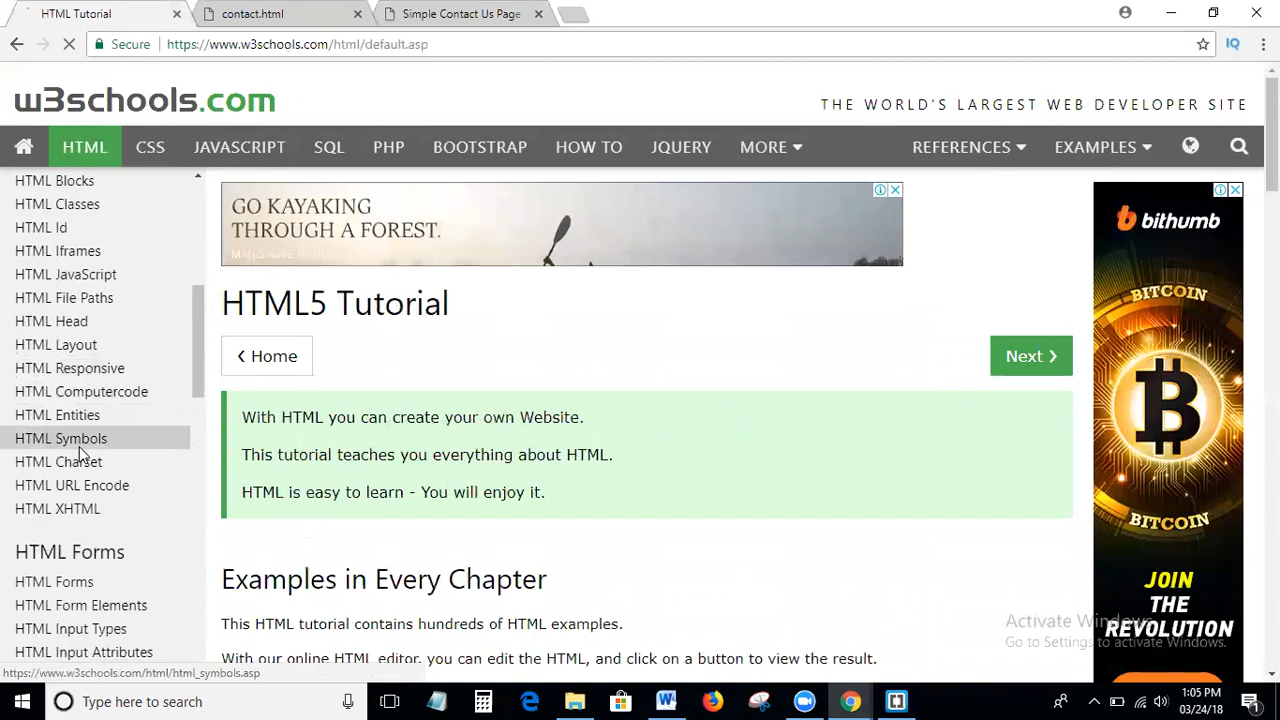 HTML Tutorial
contact.html
Simple Contact Us Page
Secure
https://www.w3schools.com/html/default.asp
w3schools.com
THE WORLD'S LARGEST WEB DEVELOPER SITE
HTML CSS JAVASCRIPT SQL PHP BOOTSTRAP HOW TO JQUERY MORE REFERENCES EXAMPLES
HTML Blocks
HTML Classes
HTML Id
HTML Iframes
HTML JavaScript
HTML File Paths
HTML Head
HTML Layout
HTML Responsive
HTML Computercode
HTML Entities
HTML Symbols
HTML Charset
HTML URL Encode
HTML XHTML
HTML Forms
HTML Forms
HTML Form Elements
HTML Input Types
HTML Input Attributes
https://www.w3schools.com/html/html_symbols.asp
GO KAYAKING
THROUGH A FOREST.
HTML5 Tutorial
❮ Home
Next ❯
With HTML you can create your own Website.
This tutorial teaches you everything about HTML.
HTML is easy to learn - You will enjoy it.
Examples in Every Chapter
This HTML tutorial contains hundreds of HTML examples.
With our online HTML editor, you can edit the HTML, and click on a button to view the result.
bithumb
BITCOIN
BITCOIN
JOIN
THE
REVOLUTION
Activate Windows
Go to Settings to activate Windows.
Type here to search
1:05 PM
03/24/18
1